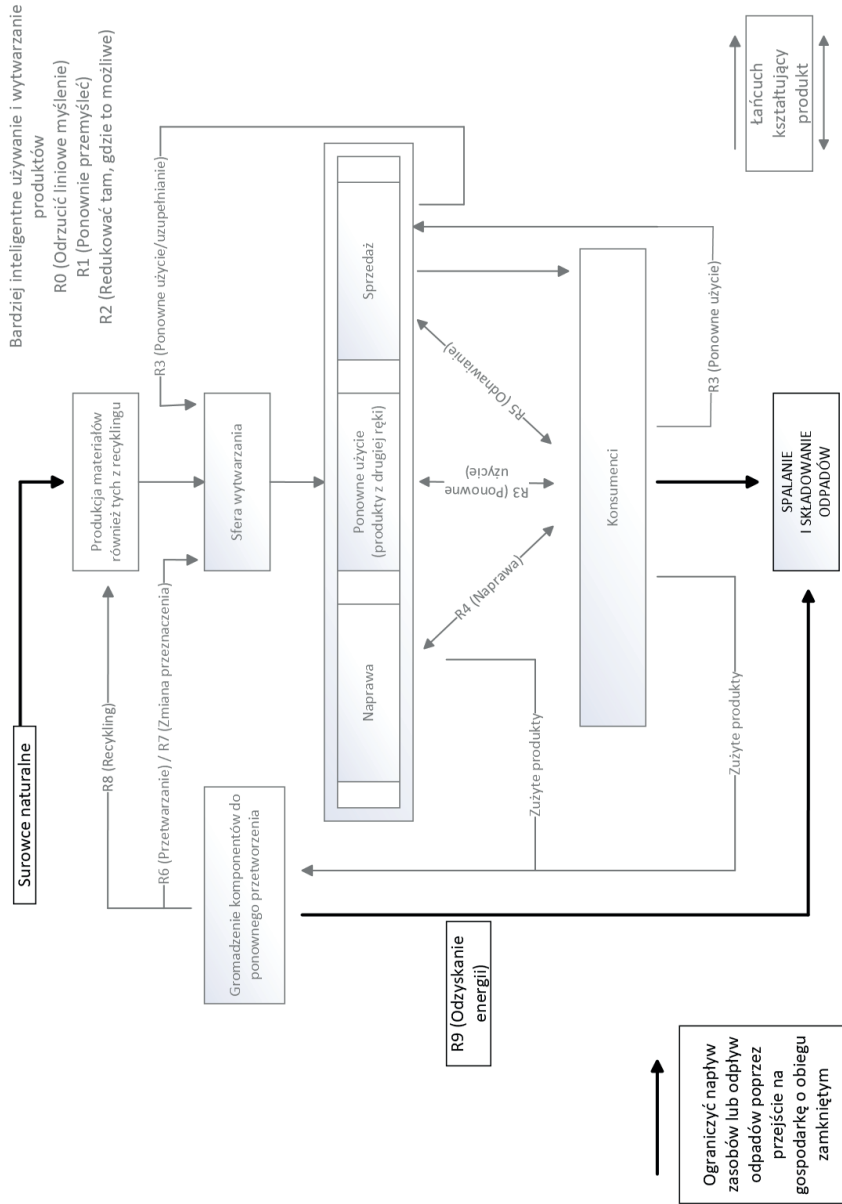 Bardziej inteligentne używanie i wytwarzanie
produktów
R0 (Odrzucić liniowe myślenie)
R1 (Ponownie przemyśleć)
R2 (Redukować tam, gdzie to możliwe)
Surowce naturalne
Produkcja materiałów
również tych z recyklingu
R8 (Recykling)
R6 (Przetwarzanie) / R7 (Zmiana przeznaczenia)
R3 (Ponowne użycie/uzupełnianie)
Gromadzenie komponentów do
ponownego przetworzenia
Sfera wytwarzania
Naprawa
Ponowne użycie
(produkty z drugiej ręki)
Sprzedaż
Zużyte produkty
R4 (Naprawa)
R3 (Ponowne
użycie)
R5 (Odnawianie)
R9 (Odzyskanie
energii)
Konsumenci
Zużyte produkty
R3 (Ponowne użycie)
SPALANIE
I SKŁADOWANIE
ODPADÓW
Ograniczyć napływ
zasobów lub odpływ
odpadów poprzez
przejście na
gospodarkę o obiegu
zamkniętym
Łańcuch
kształtujący
produkt